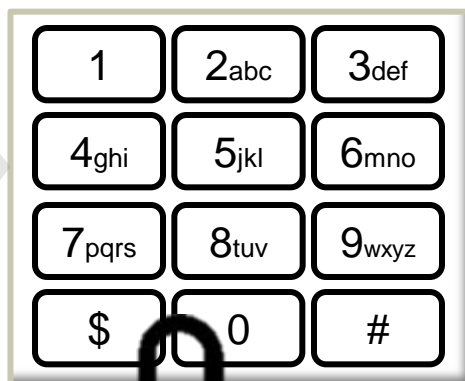 1 2abc 3def
4ghi 5jkl 6mno
7pqrs 8tuv 9wxyz
$ 0 #